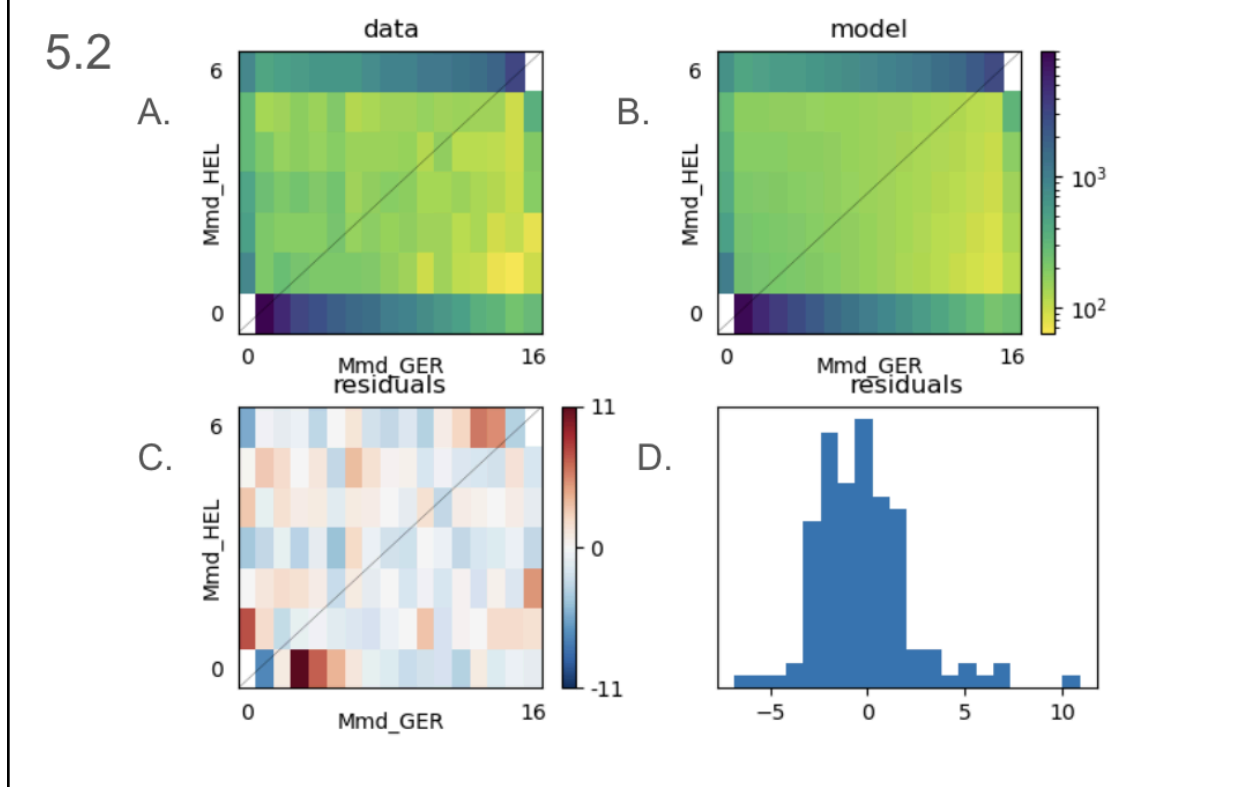 5.2
data
A.
6
Mmd_HEL
0
0
Mmd_GER
16
model
B.
6
Mmd_HEL
0
0
Mmd_GER
16
10³
10²
residuals
C.
6
Mmd_HEL
0
0
Mmd_GER
16
11
0
-11
residuals
D.
−5
0
5
10